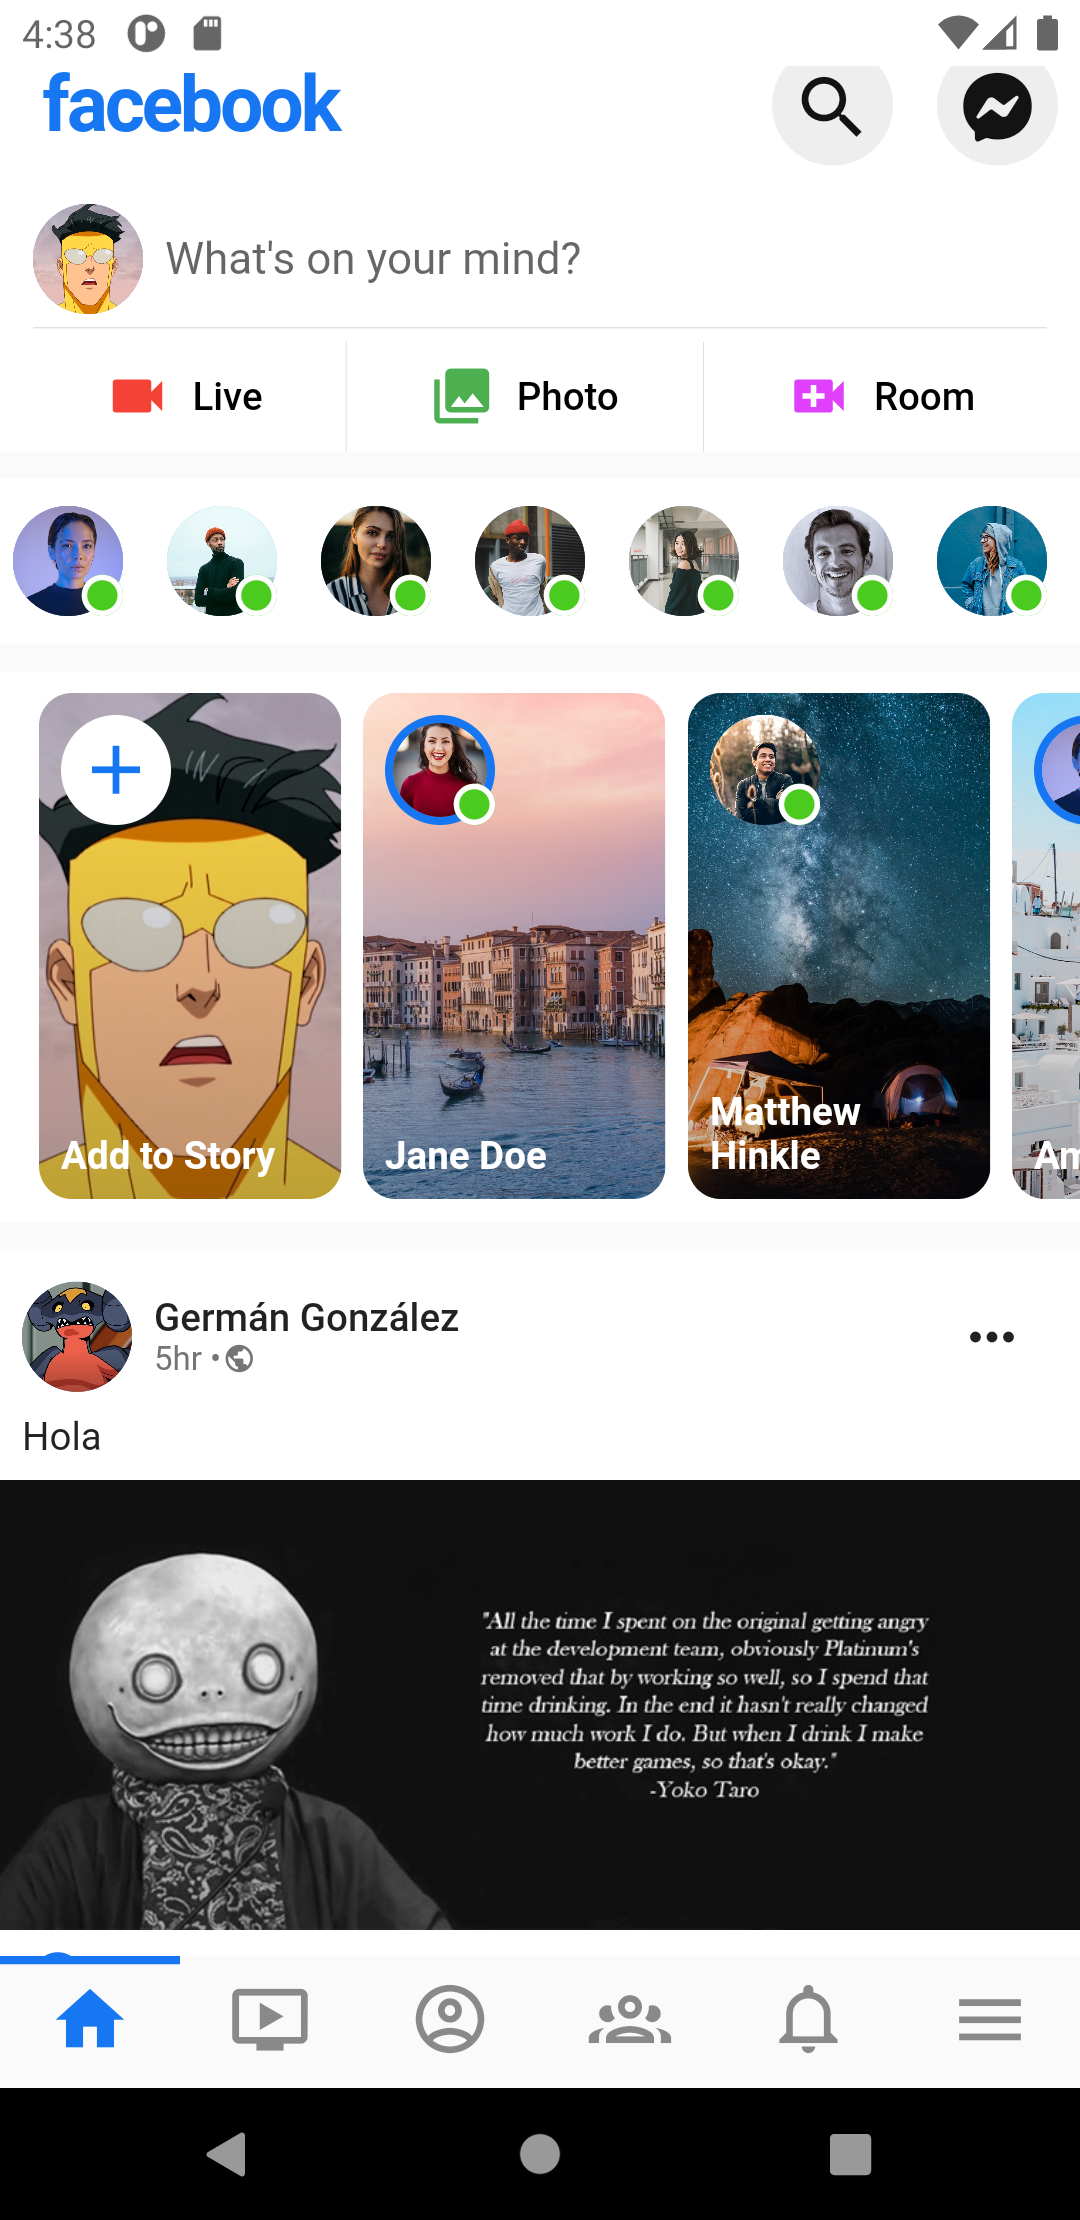 4:38
facebook
What's on your mind?
Live
Photo
Room
Add to Story
Jane Doe
Matthew
Hinkle
Am
Germán González
5hr •
Hola
"All the time I spent on the original getting angry
at the development team, obviously Platinum's
removed that by working so well, so I spend that
time drinking. In the end it hasn't really changed
how much work I do. But when I drink I make
better games, so that's okay."
-Yoko Taro